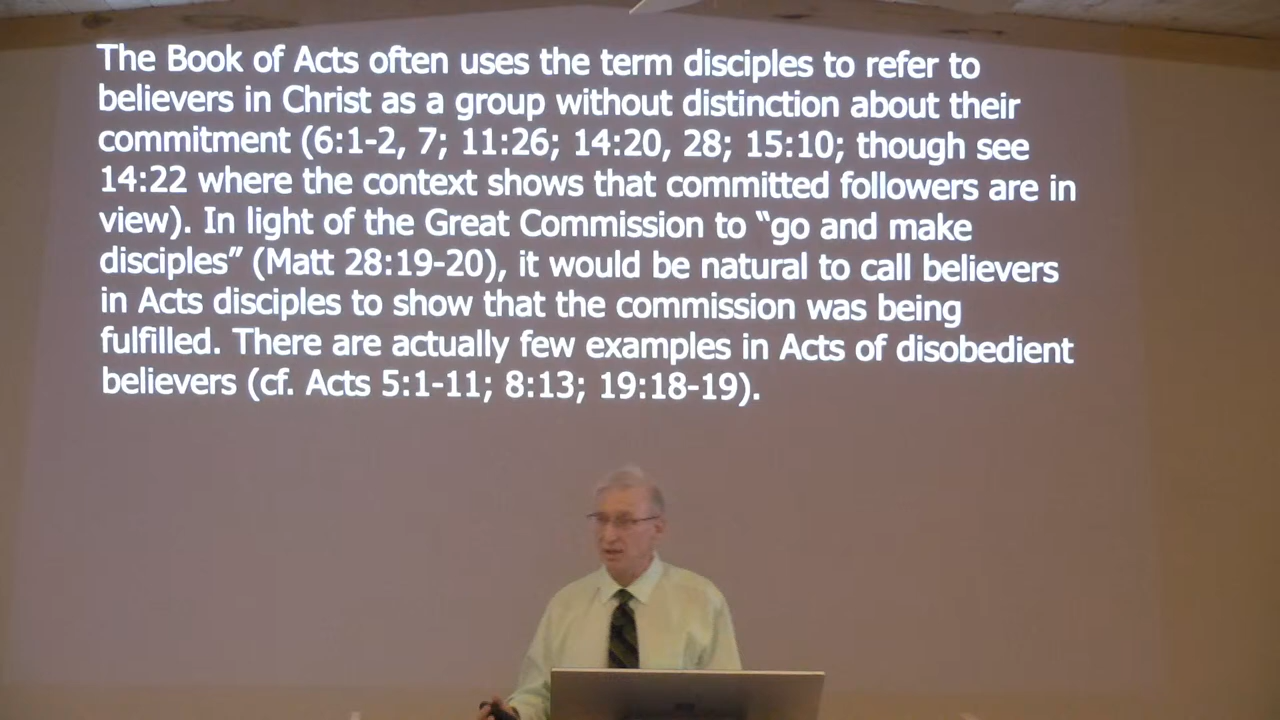 The Book of Acts often uses the term disciples to refer to
believers in Christ as a group without distinction about their
commitment (6:1-2, 7; 11:26; 14:20, 28; 15:10; though see
14:22 where the context shows that committed followers are in
view). In light of the Great Commission to “go and make
disciples” (Matt 28:19-20), it would be natural to call believers
in Acts disciples to show that the commission was being
fulfilled. There are actually few examples in Acts of disobedient
believers (cf. Acts 5:1-11; 8:13; 19:18-19).